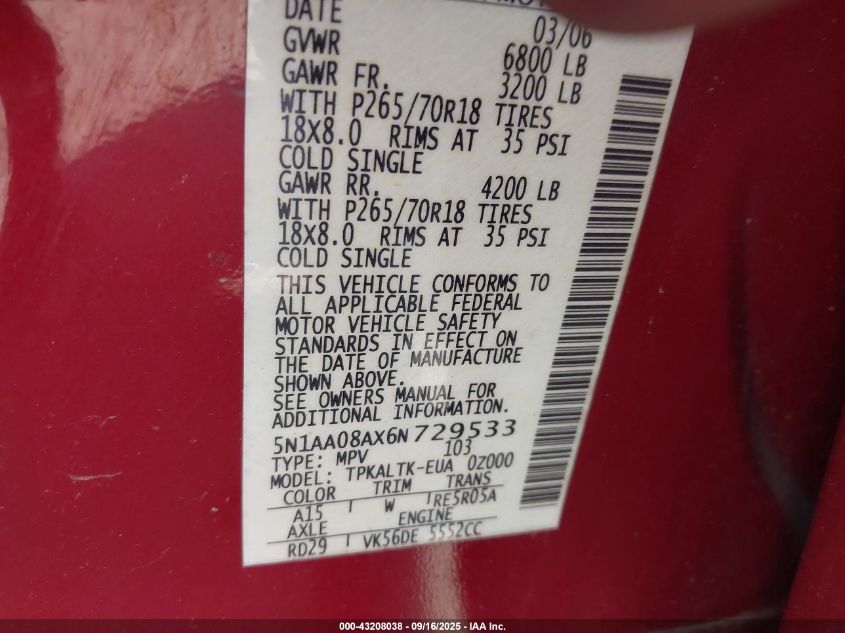 DATE 03/06
GVWR 6800 LB
GAWR FR. 3200 LB
WITH P265/70R18 TIRES
18X8.0 RIMS AT 35 PSI
COLD SINGLE
GAWR RR. 4200 LB
WITH P265/70R18 TIRES
18X8.0 RIMS AT 35 PSI
COLD SINGLE
THIS VEHICLE CONFORMS TO
ALL APPLICABLE FEDERAL
MOTOR VEHICLE SAFETY
STANDARDS IN EFFECT ON
THE DATE OF MANUFACTURE
SHOWN ABOVE.
SEE OWNERS MANUAL FOR
ADDITIONAL INFORMATION.
5N1AA08AX6N729533
TYPE: MPV 103
MODEL: TPKALTK-EUA 0Z000
COLOR TRIM TRANS
A15 W RE5R05A
AXLE ENGINE
RD29 VK56DE 5552CC
000-43208038 - 09/16/2025 - IAA Inc.